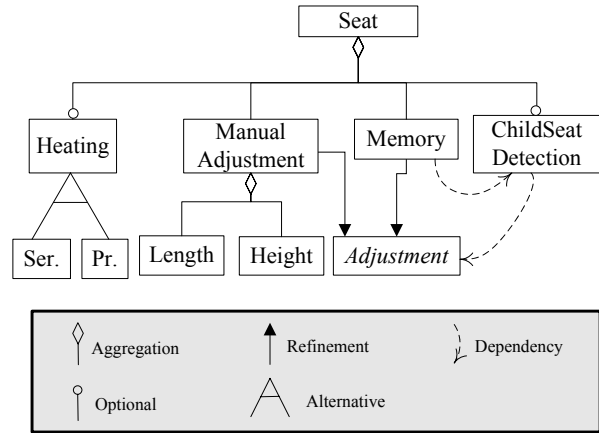 Seat
Heating
Manual
Adjustment
Memory
ChildSeat
Detection
Ser.
Pr.
Length
Height
Adjustment
Aggregation
Refinement
Dependency
Optional
Alternative